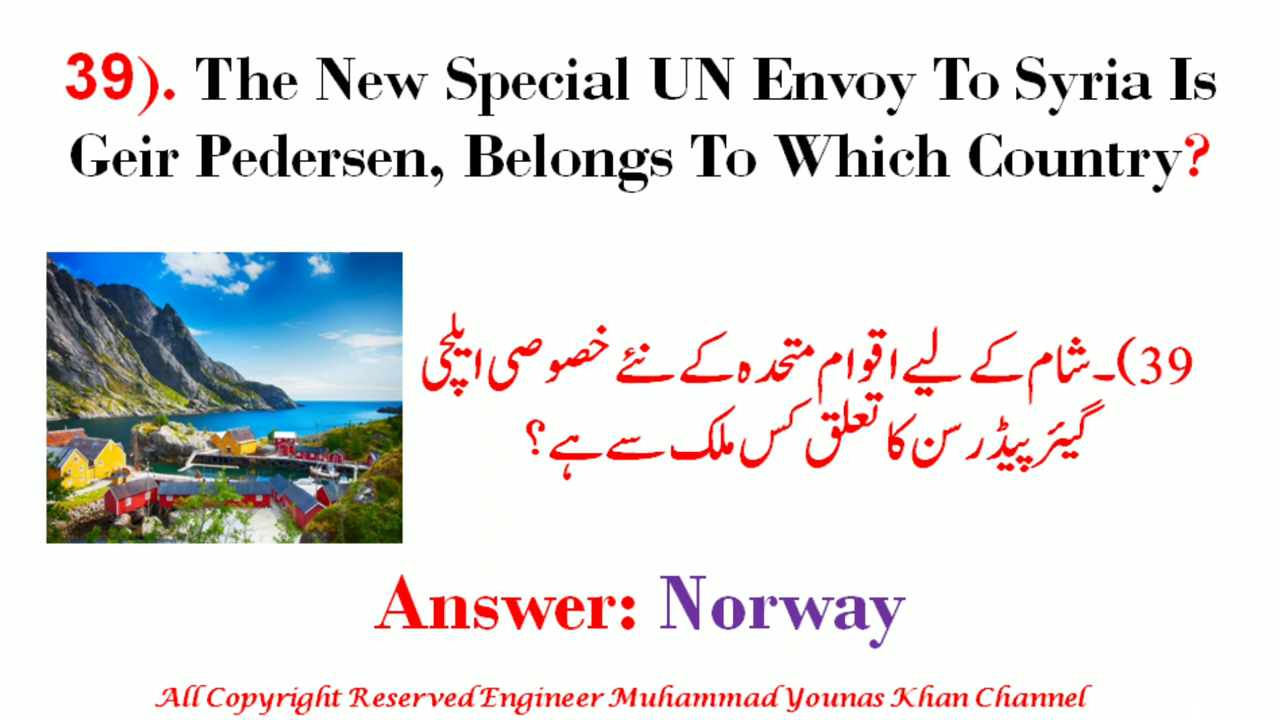 39). The New Special UN Envoy To Syria Is
Geir Pedersen, Belongs To Which Country?
39)۔شام کے لیے اقوام متحدہ کے نئے خصوصی ایلچی
گیئر پیڈرسن کا تعلق کس ملک سے ہے؟
Answer: Norway
All Copyright Reserved Engineer Muhammad Younas Khan Channel